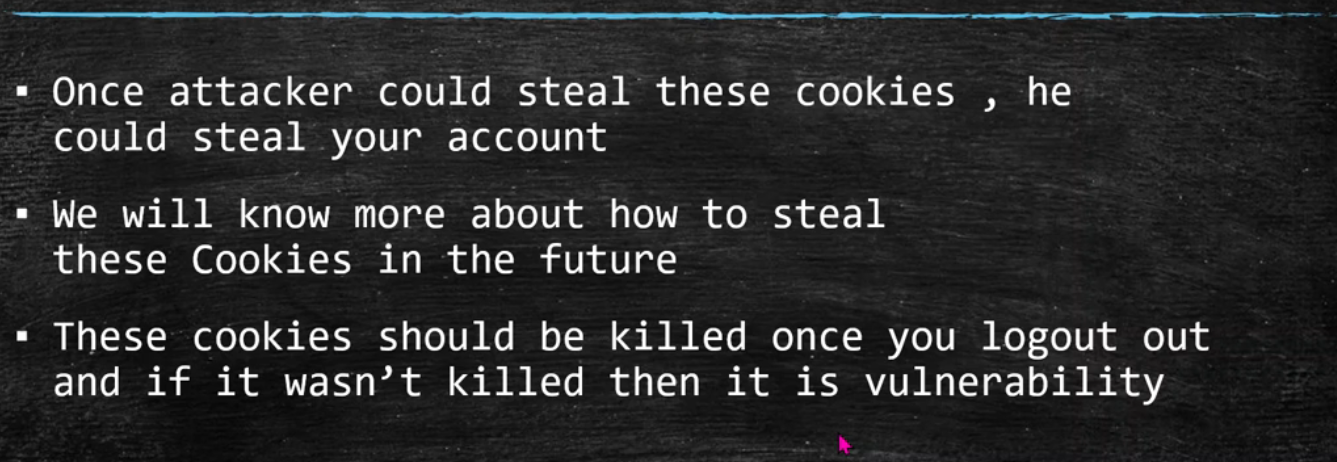 ▪ Once attacker could steal these cookies , he
could steal your account
▪ We will know more about how to steal
these Cookies in the future
▪ These cookies should be killed once you logout out
and if it wasn’t killed then it is vulnerability